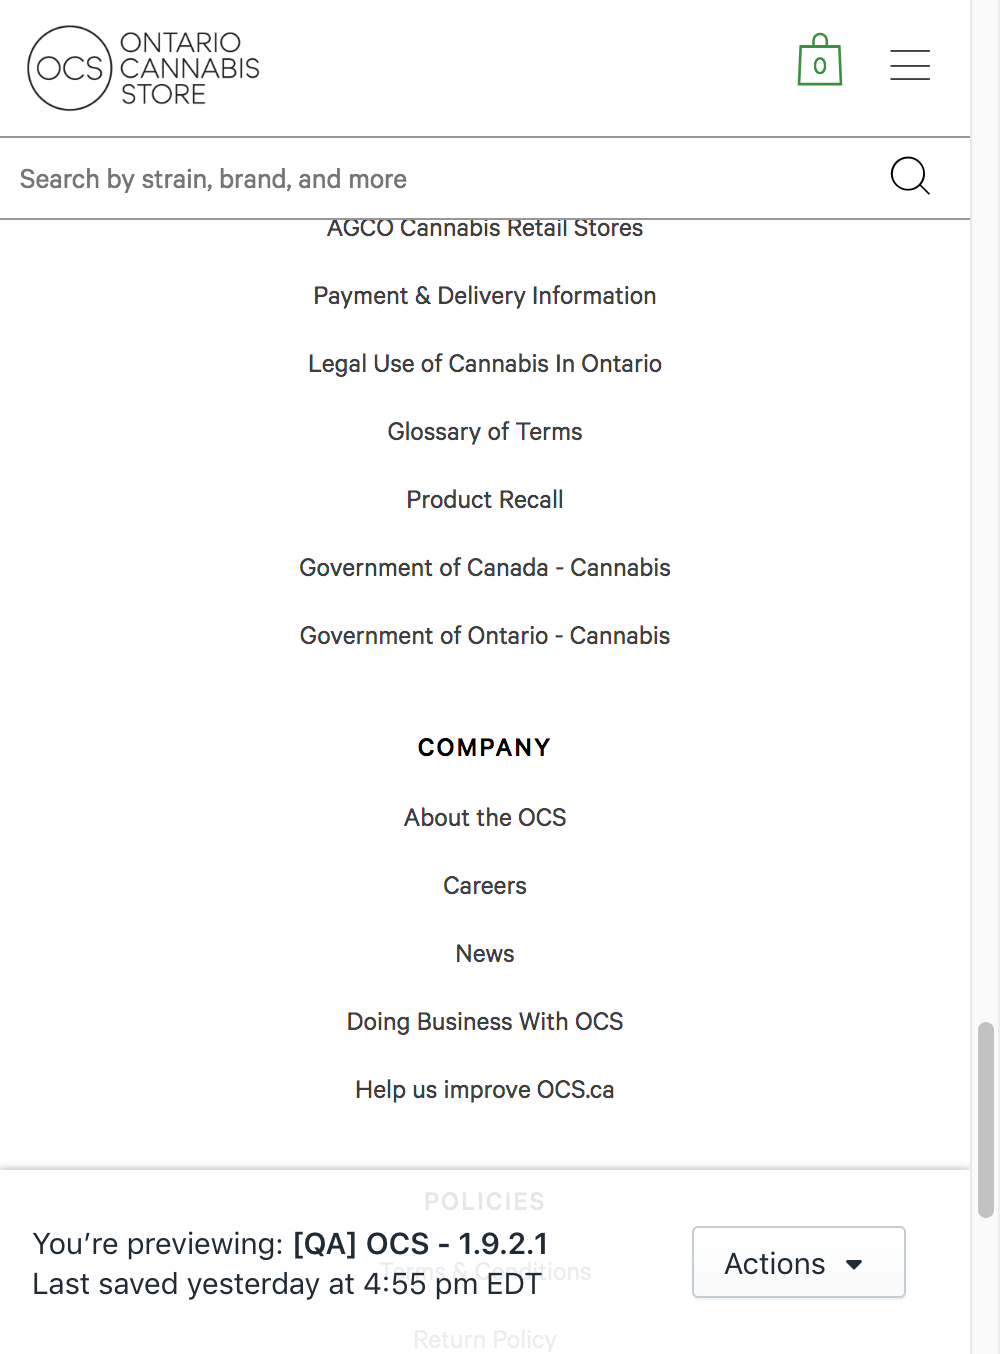 OCS
ONTARIO
CANNABIS
STORE
0
Search by strain, brand, and more
AGCO Cannabis Retail Stores
Payment & Delivery Information
Legal Use of Cannabis In Ontario
Glossary of Terms
Product Recall
Government of Canada - Cannabis
Government of Ontario - Cannabis
COMPANY
About the OCS
Careers
News
Doing Business With OCS
Help us improve OCS.ca
POLICIES
You’re previewing: [QA] OCS - 1.9.2.1
Terms & Conditions
Last saved yesterday at 4:55 pm EDT
Actions
Return Policy